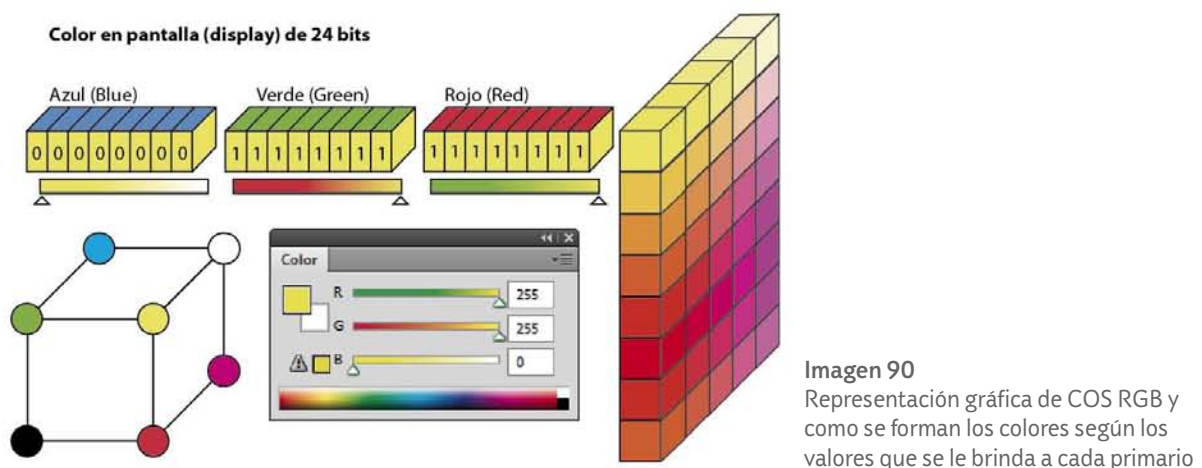 Color en pantalla (display) de 24 bits
Azul (Blue)
Verde (Green)
Rojo (Red)
0 0 0 0 0 0 0 0
1 1 1 1 1 1 1 1
1 1 1 1 1 1 1 1
Color
R 255
G 255
B 0
Imagen 90
Representación gráfica de COS RGB y
como se forman los colores según los
valores que se le brinda a cada primario